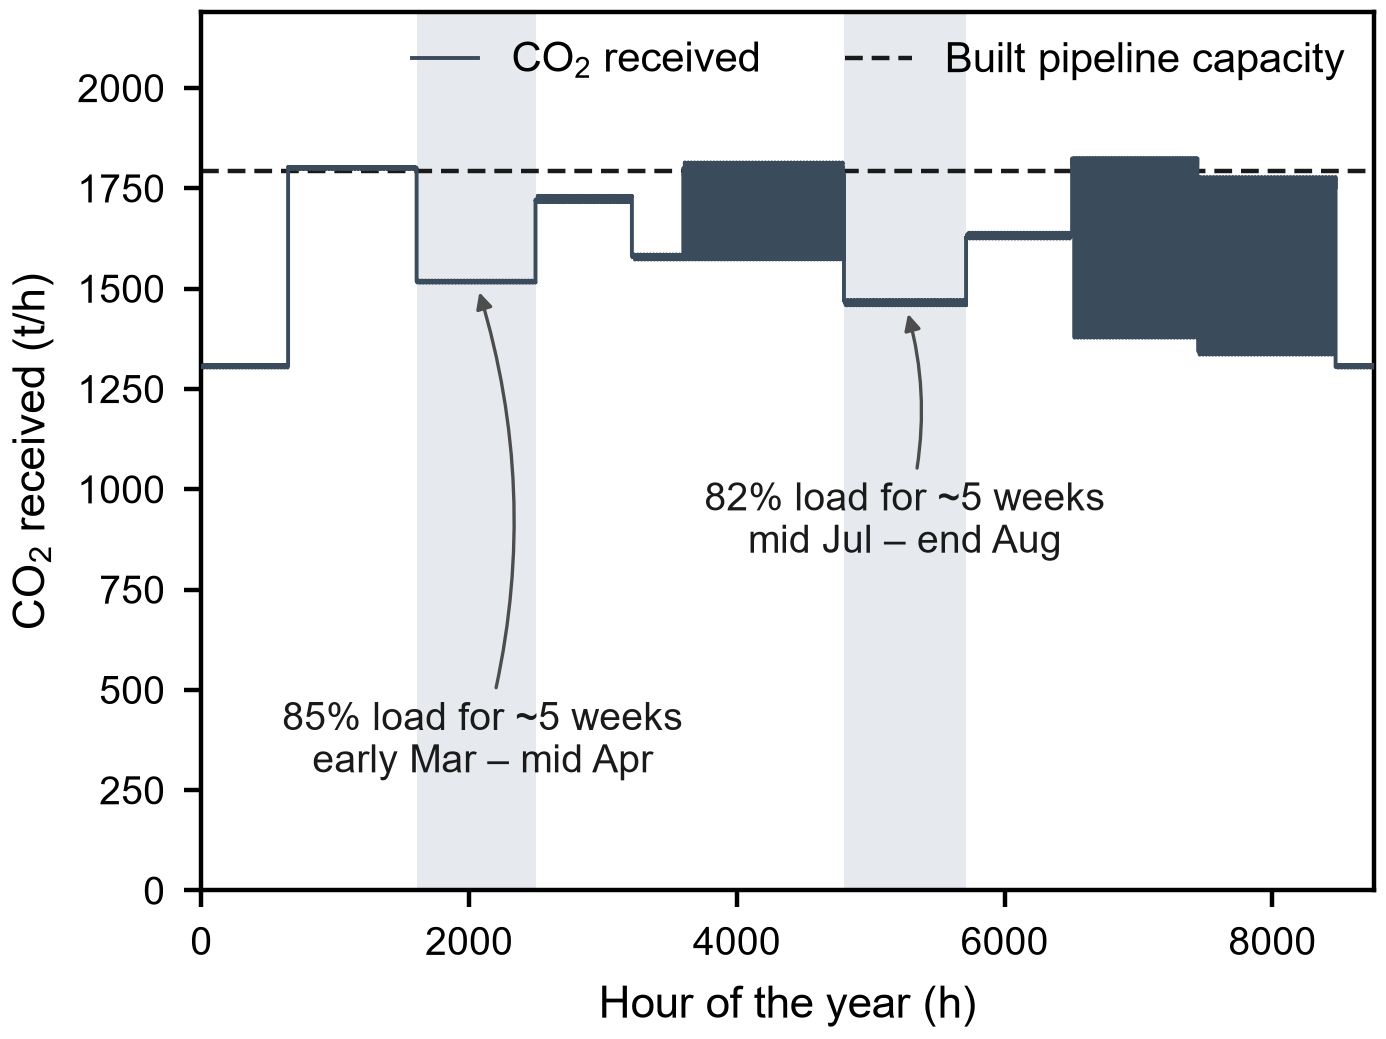 CO₂ received
Built pipeline capacity
CO₂ received (t/h)
2000
1750
1500
1250
1000
750
500
250
0
82% load for ~5 weeks
mid Jul – end Aug
85% load for ~5 weeks
early Mar – mid Apr
0 2000 4000 6000 8000
Hour of the year (h)